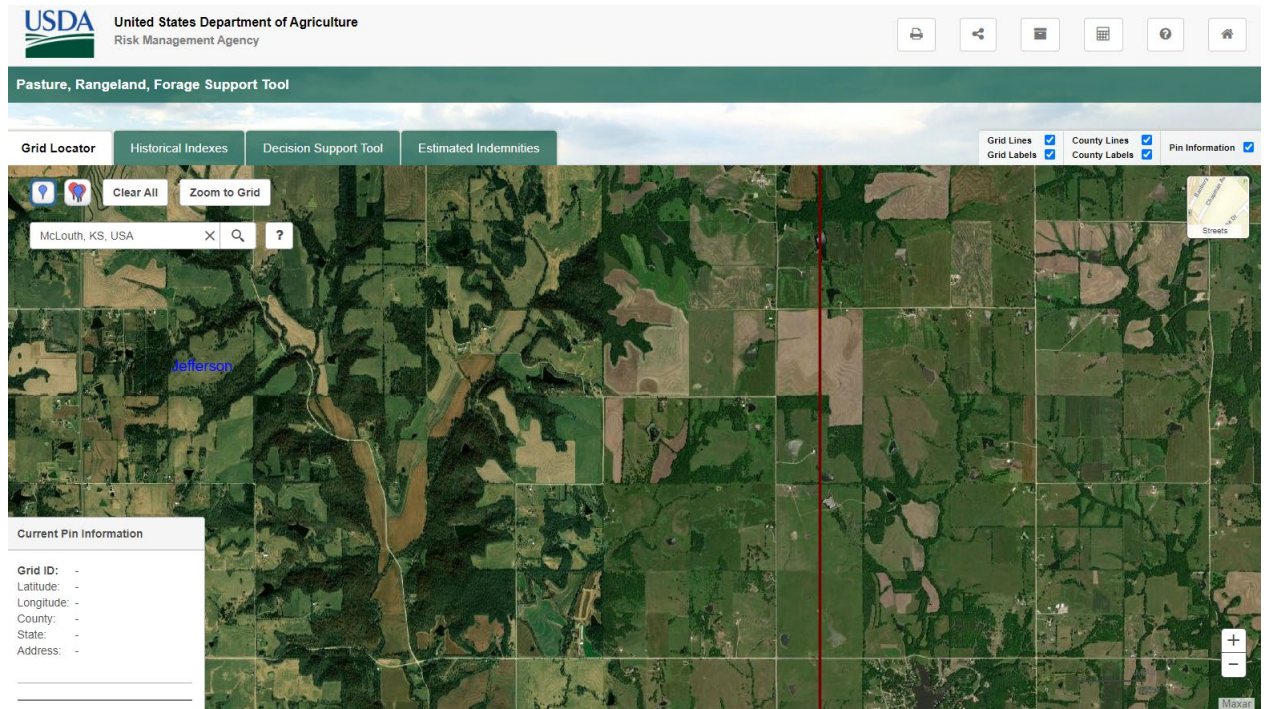 USDA
United States Department of Agriculture
Risk Management Agency
Pasture, Rangeland, Forage Support Tool
Grid Locator
Historical Indexes
Decision Support Tool
Estimated Indemnities
Grid Lines
Grid Labels
County Lines
County Labels
Pin Information
Clear All
Zoom to Grid
McLouth, KS, USA
?
Streets
Jefferson
Current Pin Information
Grid ID: -
Latitude: -
Longitude: -
County: -
State: -
Address: -
+
−
Maxar